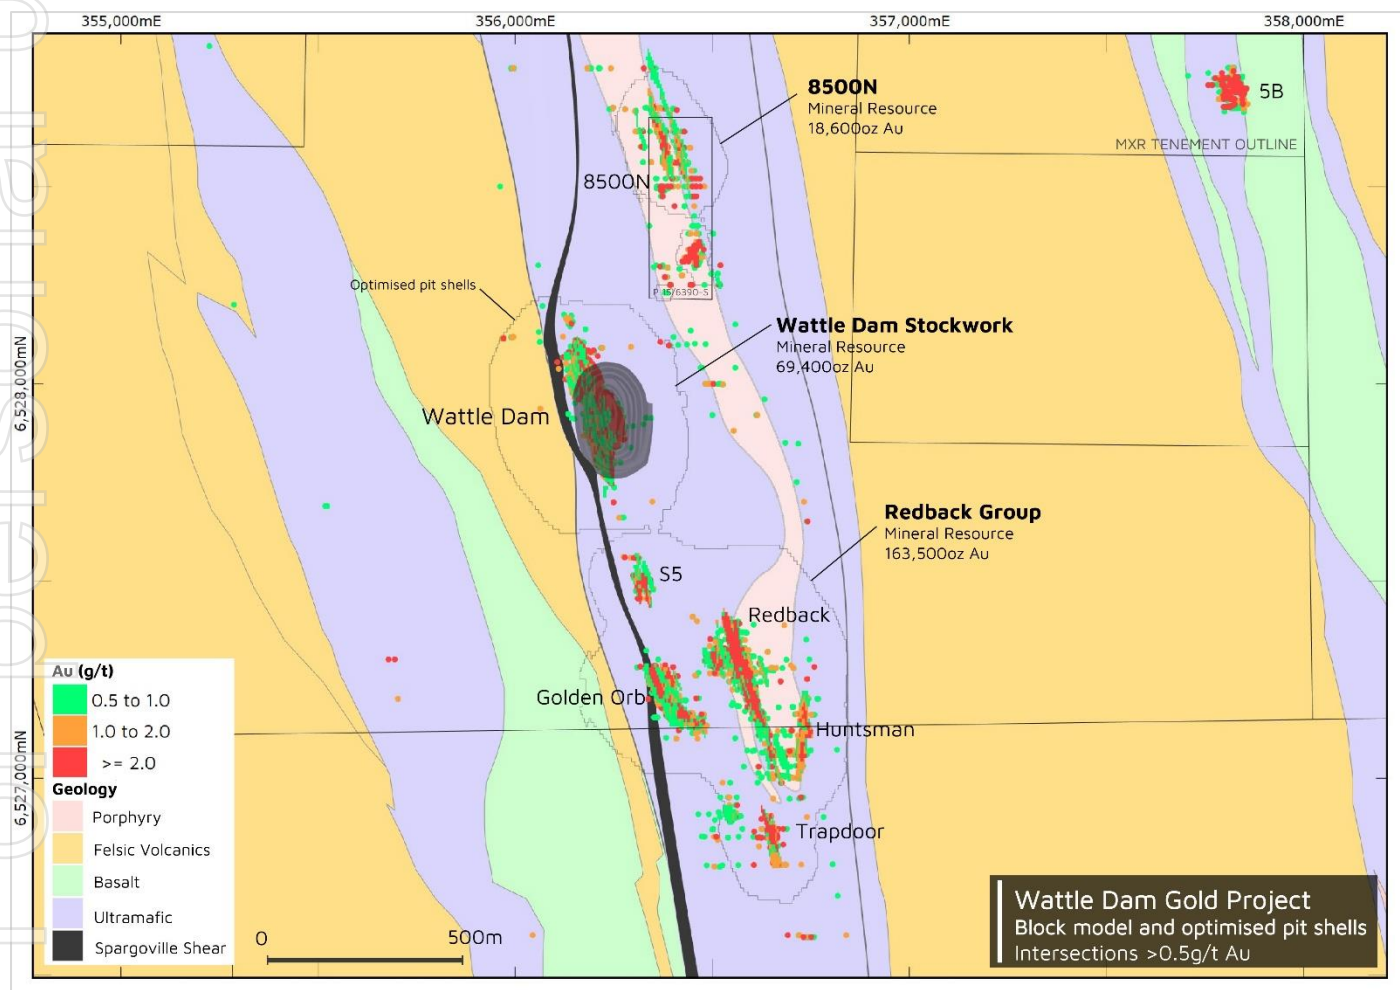 355,000mE
356,000mE
357,000mE
358,000mE
8500N
Mineral Resource
18,600oz Au
5B
MXR TENEMENT OUTLINE
8500N
Optimised pit shells
P 15/6390-S
Wattle Dam Stockwork
Mineral Resource
69,400oz Au
6,528,000mN
Wattle Dam
Redback Group
Mineral Resource
163,500oz Au
S5
Redback
Golden Orb
Huntsman
6,527,000mN
Trapdoor
Au (g/t)
0.5 to 1.0
1.0 to 2.0
>= 2.0
Geology
Porphyry
Felsic Volcanics
Basalt
Ultramafic
Spargoville Shear
0
500m
Wattle Dam Gold Project
Block model and optimised pit shells
Intersections >0.5g/t Au